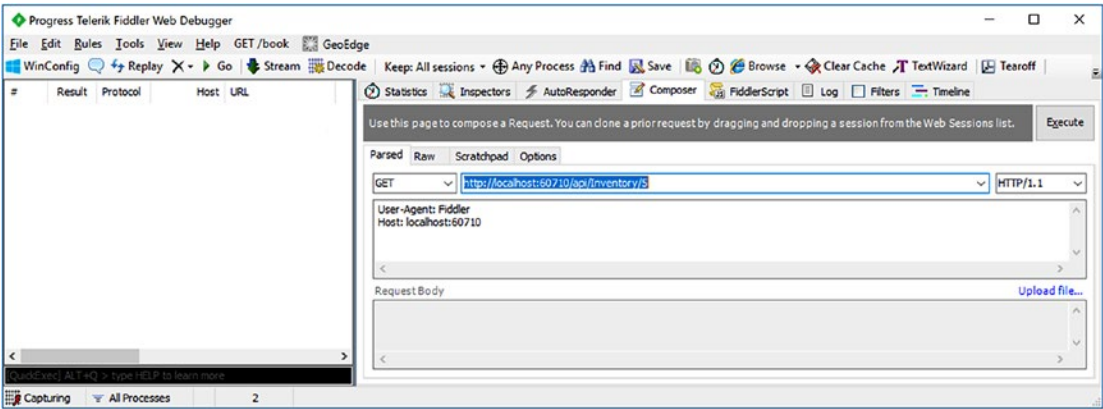 Progress Telerik Fiddler Web Debugger
File Edit Rules Tools View Help GET /book GeoEdge
WinConfig Replay X Go Stream Decode Keep: All sessions Any Process Find Save Browse Clear Cache TextWizard Tearoff
# Result Protocol Host URL
Statistics Inspectors AutoResponder Composer FiddlerScript Log Filters Timeline
Use this page to compose a Request. You can clone a prior request by dragging and dropping a session from the Web Sessions list. Execute
Parsed Raw Scratchpad Options
GET http://localhost:60710/api/Inventory/5 HTTP/1.1
User-Agent: Fiddler
Host: localhost:60710
Request Body Upload file...
[QuickExec] ALT+Q > type HELP to learn more
Capturing All Processes 2